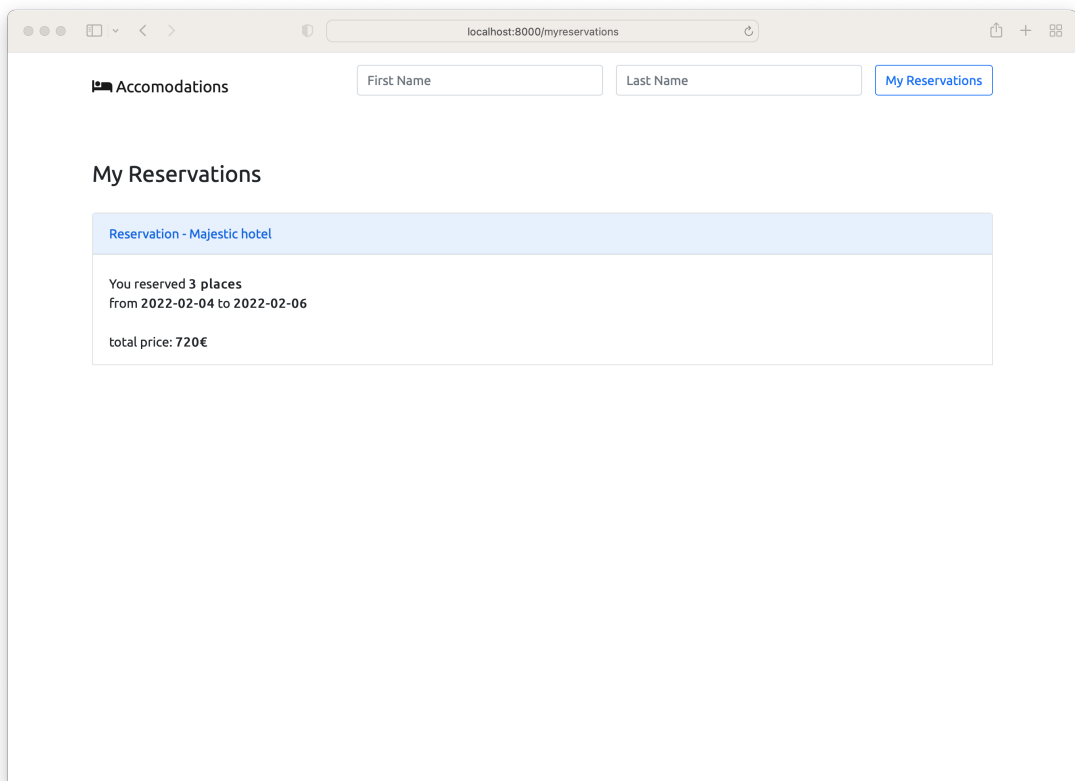 localhost:8000/myreservations
Accomodations
First Name
Last Name
My Reservations
My Reservations
Reservation - Majestic hotel
You reserved 3 places
from 2022-02-04 to 2022-02-06
total price: 720€